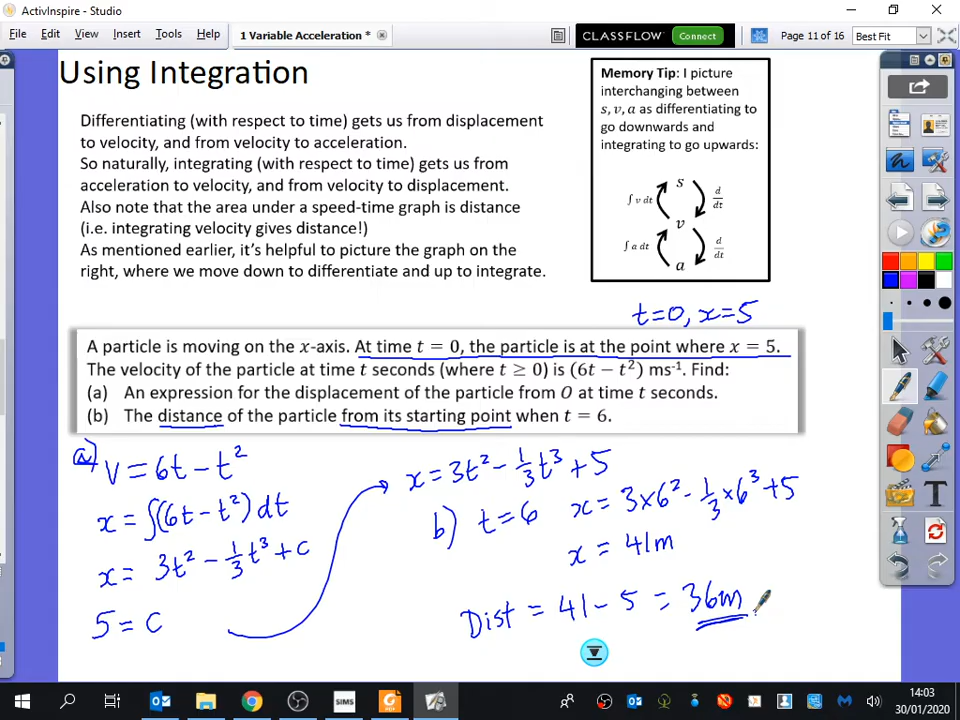 ActivInspire - Studio
File Edit View Insert Tools Help
1 Variable Acceleration *
CLASSFLOW Connect
Page 11 of 16
Best Fit
Using Integration
Differentiating (with respect to time) gets us from displacement
to velocity, and from velocity to acceleration.
So naturally, integrating (with respect to time) gets us from
acceleration to velocity, and from velocity to displacement.
Also note that the area under a speed-time graph is distance
(i.e. integrating velocity gives distance!)
As mentioned earlier, it's helpful to picture the graph on the
right, where we move down to differentiate and up to integrate.
Memory Tip: I picture
interchanging between
s, v, a as differentiating to
go downwards and
integrating to go upwards:
s
∫ v dt
d/dt
v
∫ a dt
d/dt
a
t=0, x=5
A particle is moving on the x-axis. At time t = 0, the particle is at the point where x = 5.
The velocity of the particle at time t seconds (where t ≥ 0) is (6t − t²) ms⁻¹. Find:
(a) An expression for the displacement of the particle from O at time t seconds.
(b) The distance of the particle from its starting point when t = 6.
a) v = 6t − t²
x = ∫(6t − t²) dt
x = 3t² − 1/3 t³ + c
5 = c
x = 3t² − 1/3 t³ + 5
b) t = 6 x = 3×6² − 1/3×6³ + 5
x = 41m
Dist = 41 − 5 = 36m
SIMS
14:03
30/01/2020